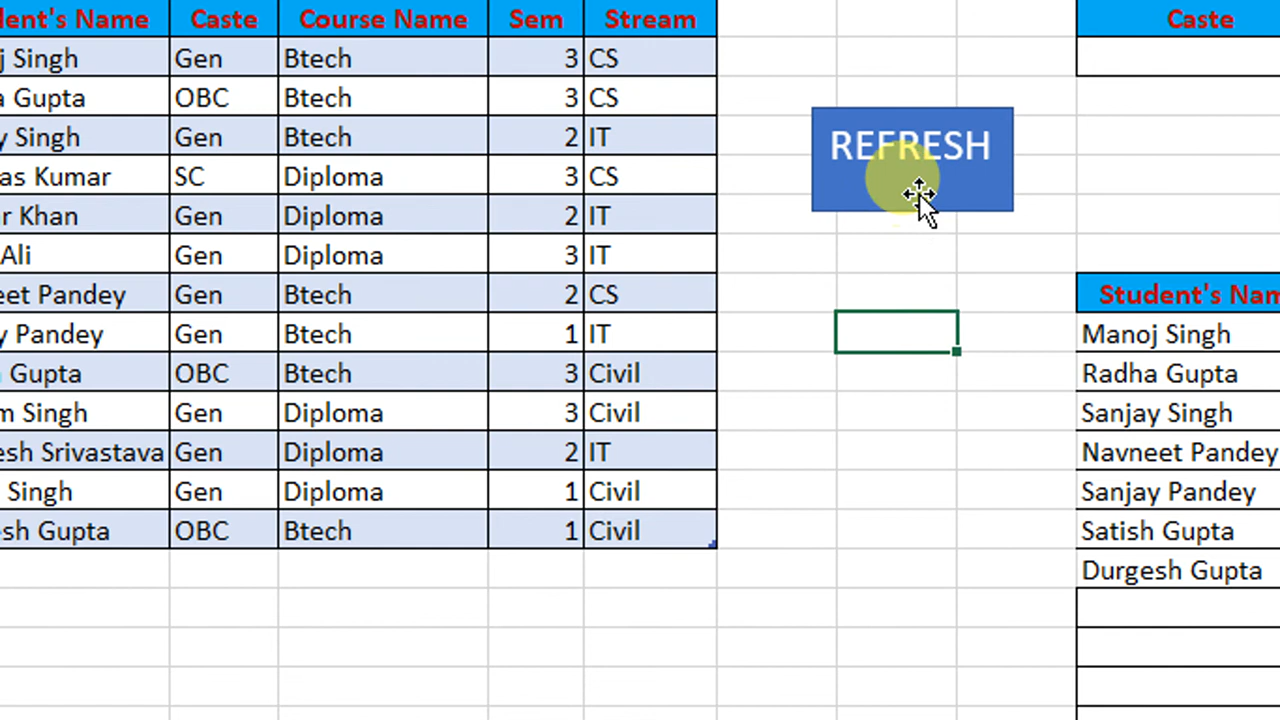 ent's Name Caste Course Name Sem Stream Caste
j Singh Gen Btech 3 CS
a Gupta OBC Btech 3 CS
REFRESH
y Singh Gen Btech 2 IT
as Kumar SC Diploma 3 CS
r Khan Gen Diploma 2 IT
Ali Gen Diploma 3 IT
eet Pandey Gen Btech 2 CS Student's Nam
y Pandey Gen Btech 1 IT Manoj Singh
Gupta OBC Btech 3 Civil Radha Gupta
m Singh Gen Diploma 3 Civil Sanjay Singh
esh Srivastava Gen Diploma 2 IT Navneet Pandey
Singh Gen Diploma 1 Civil Sanjay Pandey
sh Gupta OBC Btech 1 Civil Satish Gupta
Durgesh Gupta